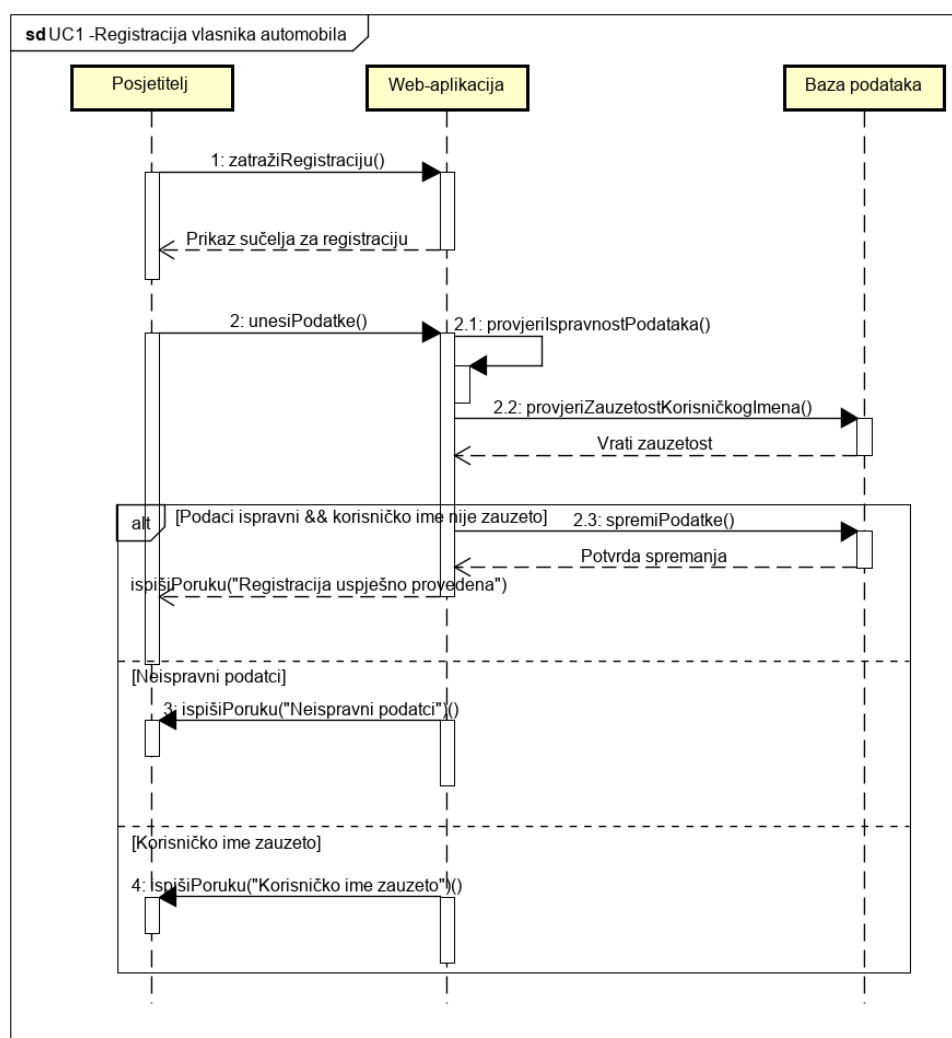 sd UC1 -Registracija vlasnika automobila
Posjetitelj
Web-aplikacija
Baza podataka
1: zatražiRegistraciju()
Prikaz sučelja za registraciju
2: unesiPodatke()
2.1: provjeriIspravnostPodataka()
2.2: provjeriZauzetostKorisničkogImena()
Vrati zauzetost
alt
[Podaci ispravni && korisničko ime nije zauzeto]
2.3: spremiPodatke()
Potvrda spremanja
ispišiPoruku("Registracija uspješno provedena")
[Neispravni podatci]
3: ispišiPoruku("Neispravni podatci")()
[Korisničko ime zauzeto]
4: ispišiPoruku("Korisničko ime zauzeto")()